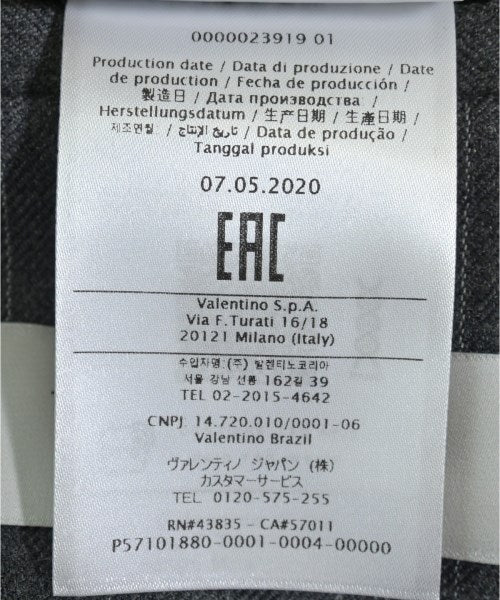 0000023919 01
Production date / Data di produzione / Date
de production / Fecha de producción /
製造日 / Дата производства /
Herstellungsdatum / 生产日期 / 生產日期 /
제조연월 / تاريخ الإنتاج / Data de produção /
Tanggal produksi
07.05.2020
EAC
Valentino S.p.A.
Via F.Turati 16/18
20121 Milano (Italy)
수입자명:(주) 발렌티노코리아
서울 강남 선릉 162길 39
TEL 02-2015-4642
CNPJ: 14.720.010/0001-06
Valentino Brazil
ヴァレンティノ ジャパン (株)
カスタマーサービス
TEL 0120-575-255
RN#43835 - CA#57011
P57101880-0001-0004-00000